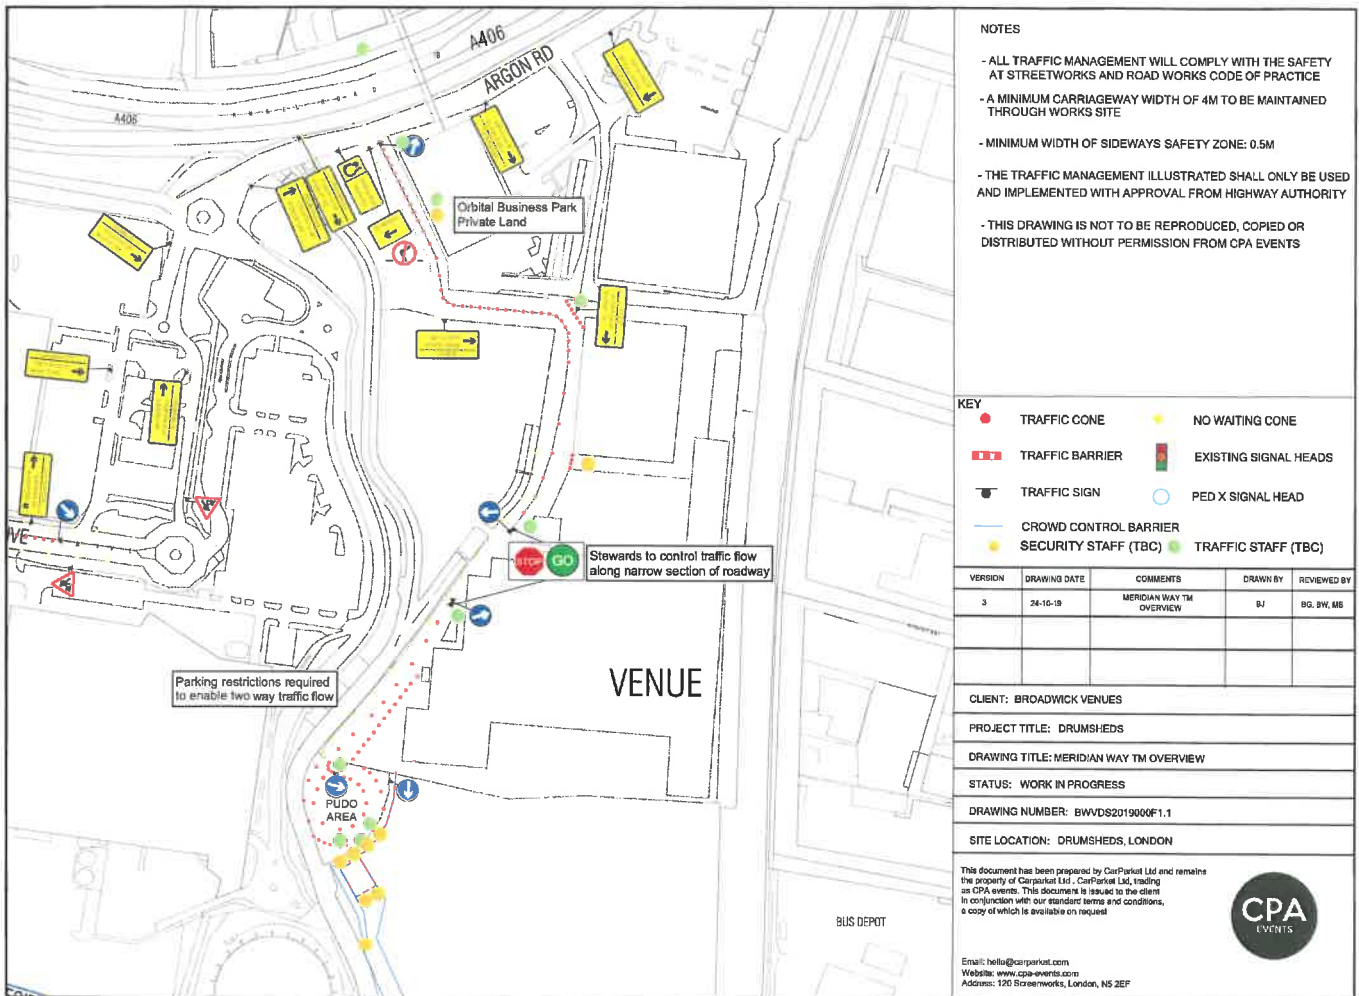 A406
ARGON RD
A406
Orbital Business Park
Private Land
STOP GO
Stewards to control traffic flow
along narrow section of roadway
Parking restrictions required
to enable two way traffic flow
VENUE
PUDO
AREA
BUS DEPOT
NOTES
- ALL TRAFFIC MANAGEMENT WILL COMPLY WITH THE SAFETY
AT STREETWORKS AND ROAD WORKS CODE OF PRACTICE
- A MINIMUM CARRIAGEWAY WIDTH OF 4M TO BE MAINTAINED
THROUGH WORKS SITE
- MINIMUM WIDTH OF SIDEWAYS SAFETY ZONE: 0.5M
- THE TRAFFIC MANAGEMENT ILLUSTRATED SHALL ONLY BE USED
AND IMPLEMENTED WITH APPROVAL FROM HIGHWAY AUTHORITY
- THIS DRAWING IS NOT TO BE REPRODUCED, COPIED OR
DISTRIBUTED WITHOUT PERMISSION FROM CPA EVENTS
KEY
TRAFFIC CONE
NO WAITING CONE
TRAFFIC BARRIER
EXISTING SIGNAL HEADS
TRAFFIC SIGN
PED X SIGNAL HEAD
CROWD CONTROL BARRIER
SECURITY STAFF (TBC)
TRAFFIC STAFF (TBC)
VERSION DRAWING DATE COMMENTS DRAWN BY REVIEWED BY
3 24-10-19 MERIDIAN WAY TM OVERVIEW BJ BG, BW, MB
CLIENT: BROADWICK VENUES
PROJECT TITLE: DRUMSHEDS
DRAWING TITLE: MERIDIAN WAY TM OVERVIEW
STATUS: WORK IN PROGRESS
DRAWING NUMBER: BWVDS2019000F1.1
SITE LOCATION: DRUMSHEDS, LONDON
This document has been prepared by CarParket Ltd and remains
the property of Carparket Ltd . CarParket Ltd, trading
as CPA events. This document is issued to the client
in conjunction with our standard terms and conditions,
a copy of which is available on request
CPA
EVENTS
Email: hello@carparket.com
Website: www.cpa-events.com
Address: 120 Screenworks, London, N5 2EF